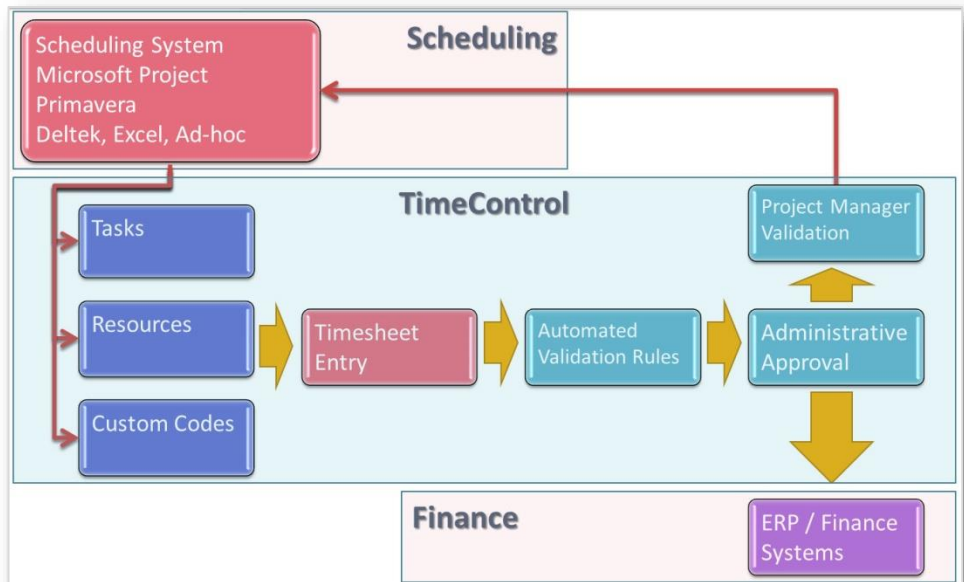 Scheduling
Scheduling System
Microsoft Project
Primavera
Deltek, Excel, Ad-hoc
TimeControl
Tasks
Resources
Custom Codes
Timesheet
Entry
Automated
Validation Rules
Project Manager
Validation
Administrative
Approval
Finance
ERP / Finance
Systems